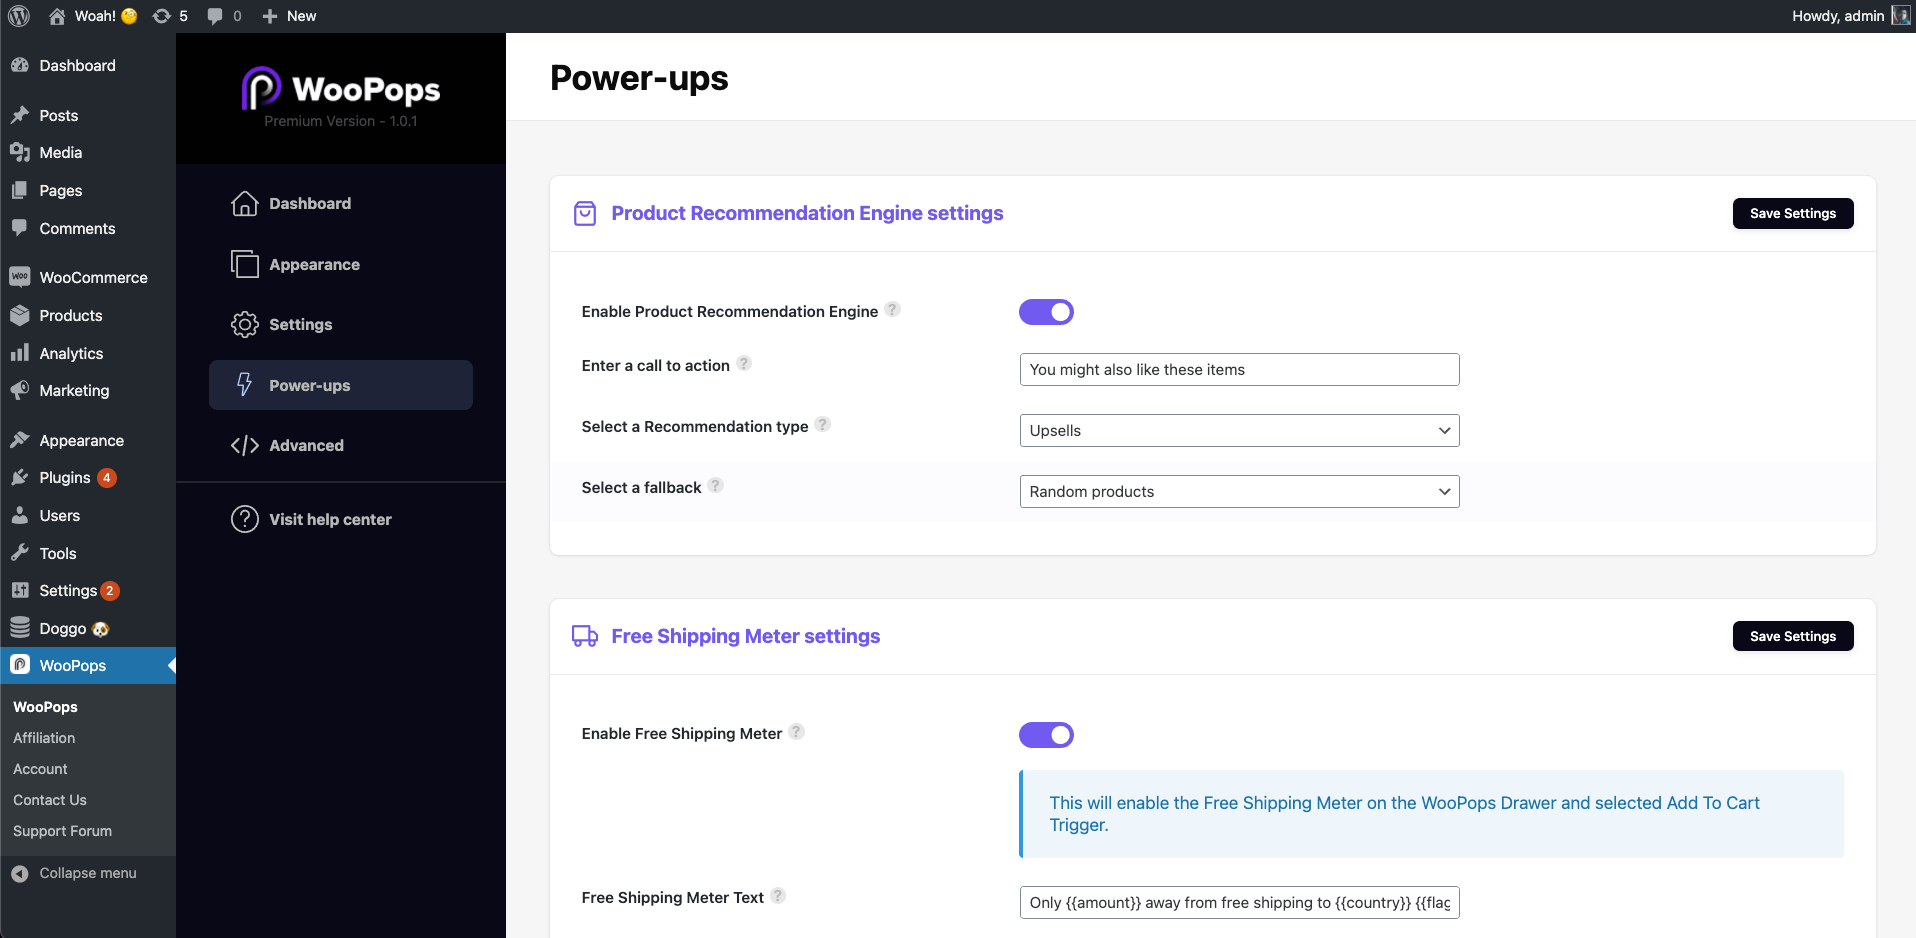 Woah! 🧐 5 0 New
Howdy, admin
Dashboard
Posts
Media
Pages
Comments
WooCommerce
Products
Analytics
Marketing
Appearance
Plugins 4
Users
Tools
Settings 2
Doggo 🐶
WooPops
WooPops
Affiliation
Account
Contact Us
Support Forum
Collapse menu
WooPops
Premium Version - 1.0.1
Dashboard
Appearance
Settings
Power-ups
Advanced
Visit help center
Power-ups
Product Recommendation Engine settings
Save Settings
Enable Product Recommendation Engine ?
Enter a call to action ?
You might also like these items
Select a Recommendation type ?
Upsells
Select a fallback ?
Random products
Free Shipping Meter settings
Save Settings
Enable Free Shipping Meter ?
This will enable the Free Shipping Meter on the WooPops Drawer and selected Add To Cart
Trigger.
Free Shipping Meter Text ?
Only {{amount}} away from free shipping to {{country}} {{flag